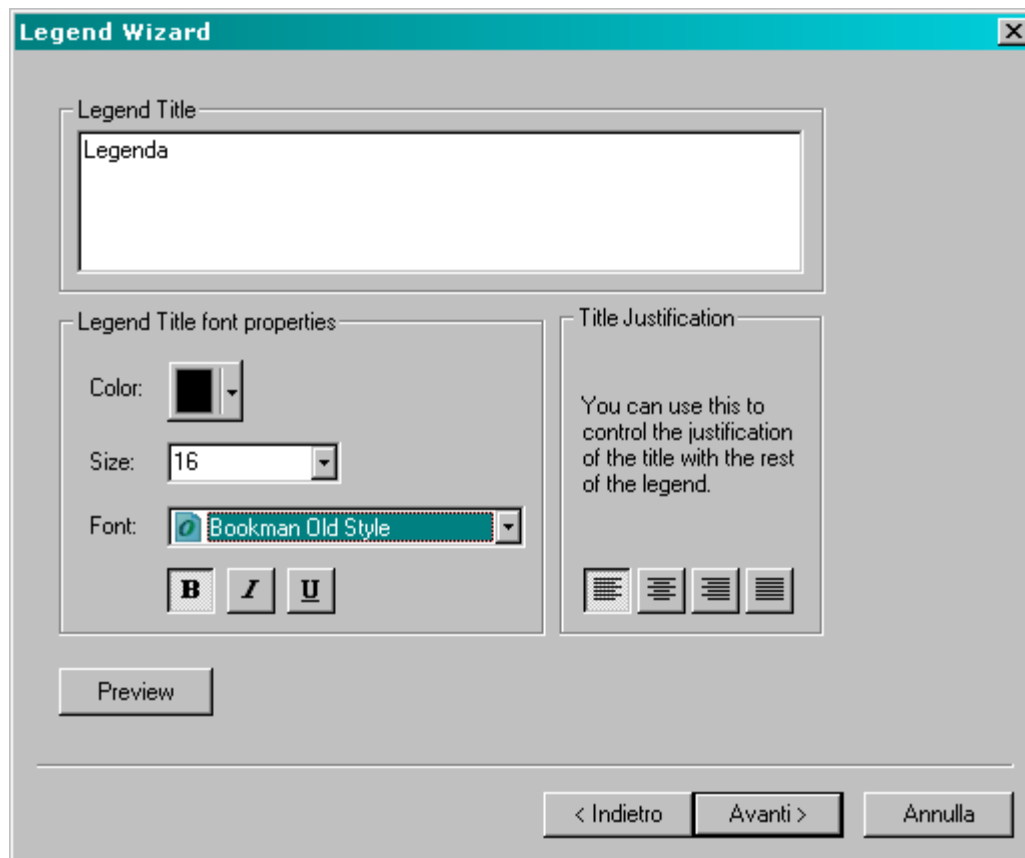 Legend Wizard
Legend Title
Legenda
Legend Title font properties
Color:
Size:
16
Font:
O
Bookman Old Style
B I U
Title Justification
You can use this to
control the justification
of the title with the rest
of the legend.
Preview
< Indietro
Avanti >
Annulla